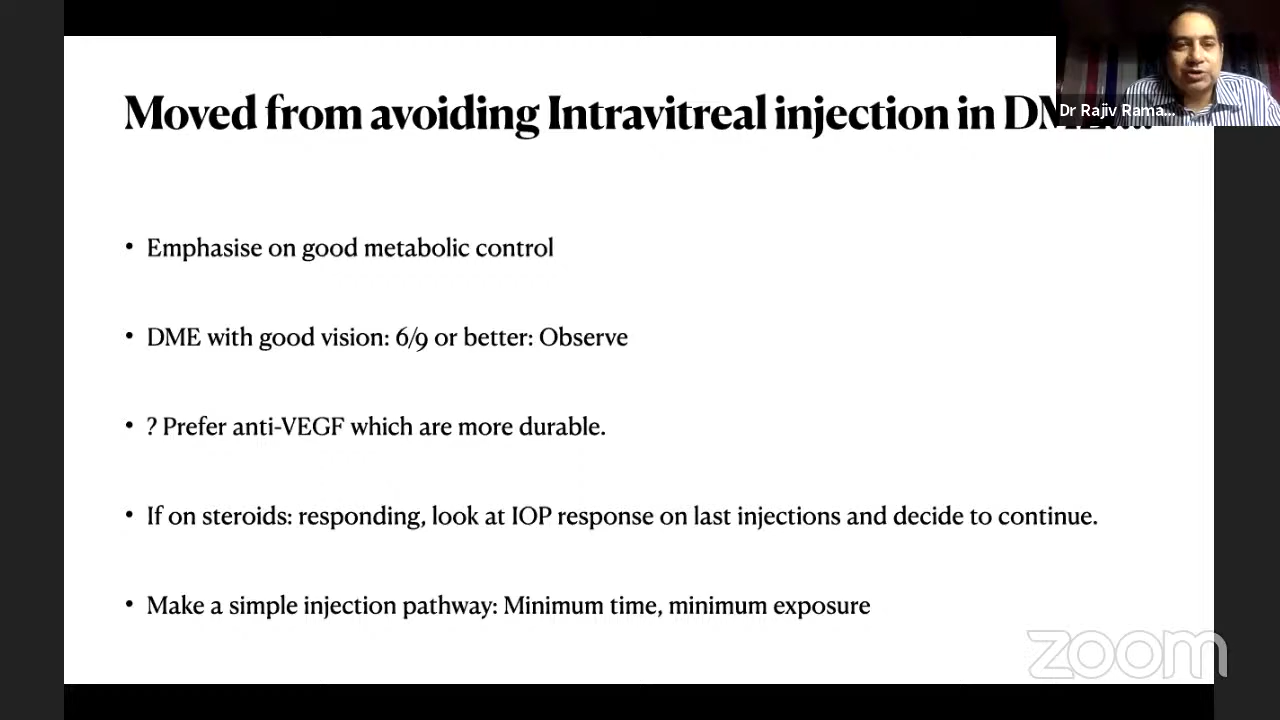 Moved from avoiding Intravitreal injection in
Dr Rajiv Rama...
• Emphasise on good metabolic control
• DME with good vision: 6/9 or better: Observe
• ? Prefer anti-VEGF which are more durable.
• If on steroids: responding, look at IOP response on last injections and decide to continue.
• Make a simple injection pathway: Minimum time, minimum exposure
zoom